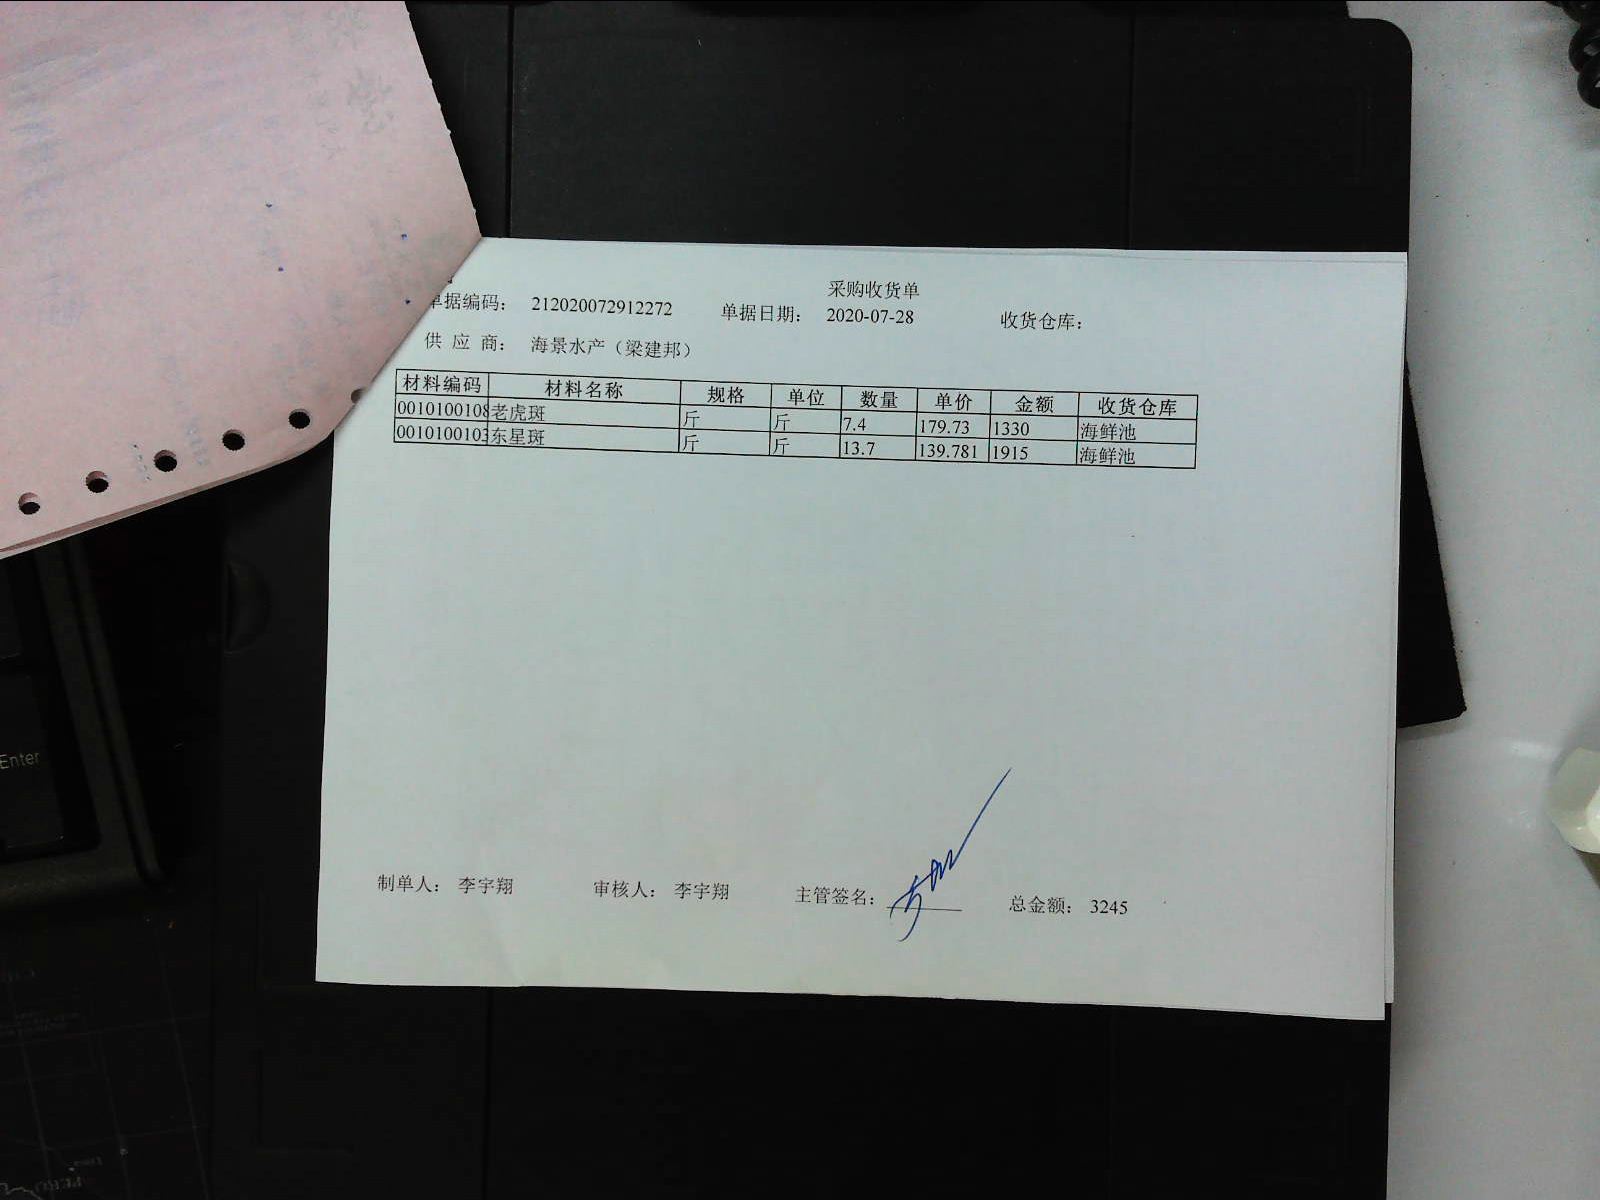 采购收货单
单据编码： 212020072912272 单据日期： 2020-07-28 收货仓库：
供 应 商： 海景水产（梁建邦）
材料编码 材料名称 规格 单位 数量 单价 金额 收货仓库
0010100108 老虎斑 斤 斤 7.4 179.73 1330 海鲜池
0010100103 东星斑 斤 斤 13.7 139.781 1915 海鲜池
制单人： 李宇翔 审核人： 李宇翔 主管签名： 总金额： 3245
Enter